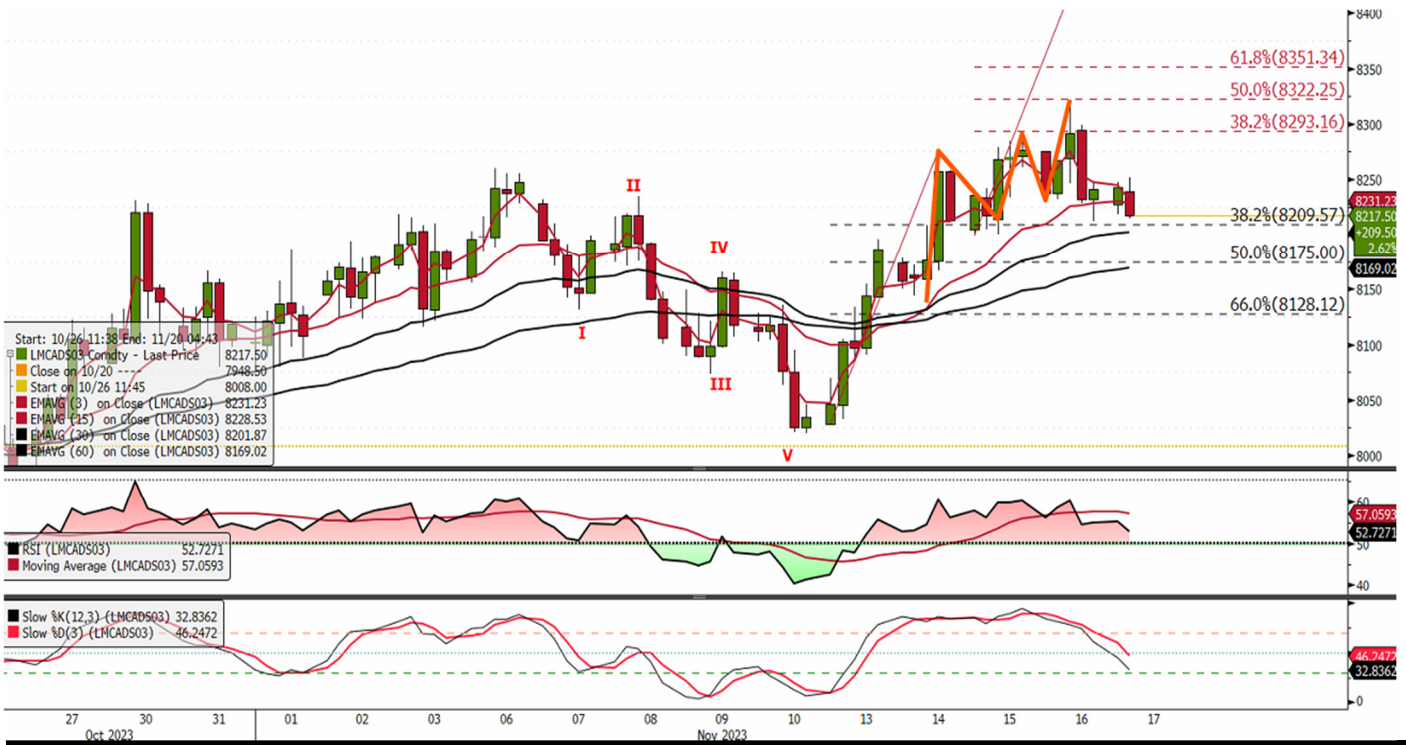 8400
61.8%(8351.34)
8350
50.0%(8322.25)
38.2%(8293.16)
8300
8250
II
8231.23
38.2%(8209.57)
8217.50
+209.50
IV
50.0%(8175.00)
2.62%
8169.02
8150
66.0%(8128.12)
I
Start: 10/26 11:38 End: 11/20 04:43
LMCADS03 Comdty - Last Price 8217.50
8100
Close on 10/20 ---- 7948.50
III
Start on 10/26 11:45 8008.00
EMAVG (3) on Close (LMCADS03) 8231.23
8050
EMAVG (15) on Close (LMCADS03) 8228.53
EMAVG (30) on Close (LMCADS03) 8201.87
V
EMAVG (60) on Close (LMCADS03) 8169.02
8000
60
57.0593
52.7271
RSI (LMCADS03) 52.7271
50
Moving Average (LMCADS03) 57.0593
40
Slow %K(12,3) (LMCADS03) 32.8362
Slow %D(3) (LMCADS03) 46.2472
46.2472
32.8362
0
27 30 31 01 02 03 06 07 08 09 10 13 14 15 16 17
Oct 2023 Nov 2023